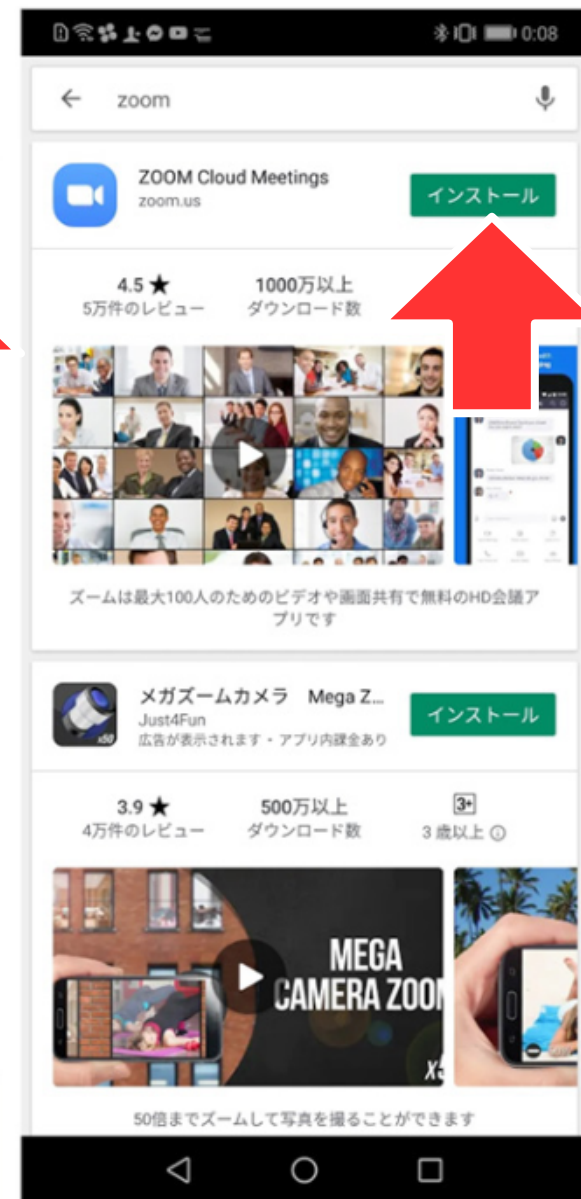 0:08
zoom
ZOOM Cloud Meetings
zoom.us
インストール
4.5 ★
1000万以上
5万件のレビュー
ダウンロード数
ズームは最大100人のためのビデオや画面共有で無料のHD会議ア
プリです
メガズームカメラ Mega Z...
Just4Fun
広告が表示されます・アプリ内課金あり
インストール
x50
3.9 ★
500万以上
3+
4万件のレビュー
ダウンロード数
3 歳以上
MEGA
CAMERA ZOO
x5
50倍までズームして写真を撮ることができます